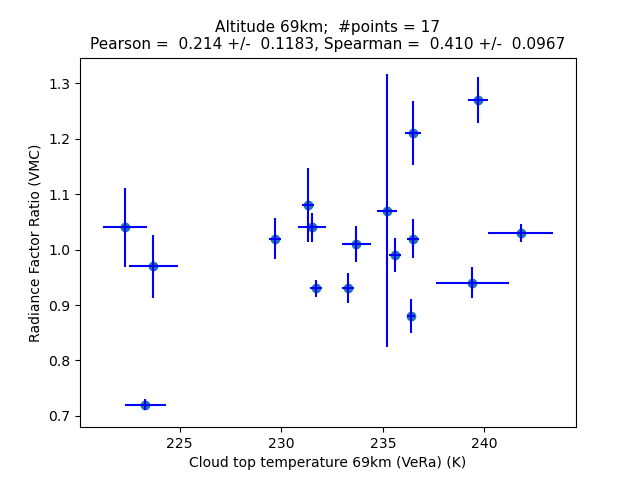 Altitude 69km;  #points = 17
Pearson =  0.214 +/-  0.1183, Spearman =  0.410 +/-  0.0967
1.3
1.2
1.1
1.0
0.9
0.8
0.7
Radiance Factor Ratio (VMC)
225
230
235
240
Cloud top temperature 69km (VeRa) (K)